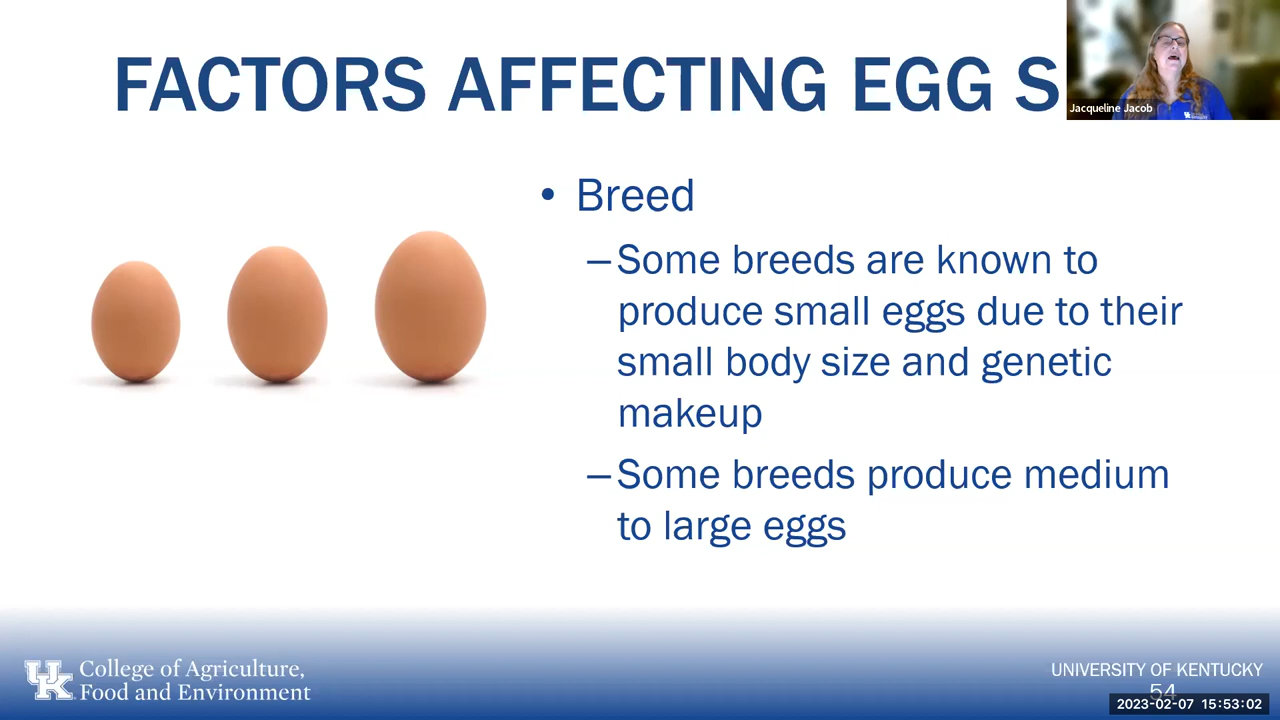 FACTORS AFFECTING EGG S
Jacqueline Jacob
• Breed
– Some breeds are known to
produce small eggs due to their
small body size and genetic
makeup
– Some breeds produce medium
to large eggs
UK
College of Agriculture,
Food and Environment
UNIVERSITY OF KENTUCKY
54
2023-02-07 15:53:02